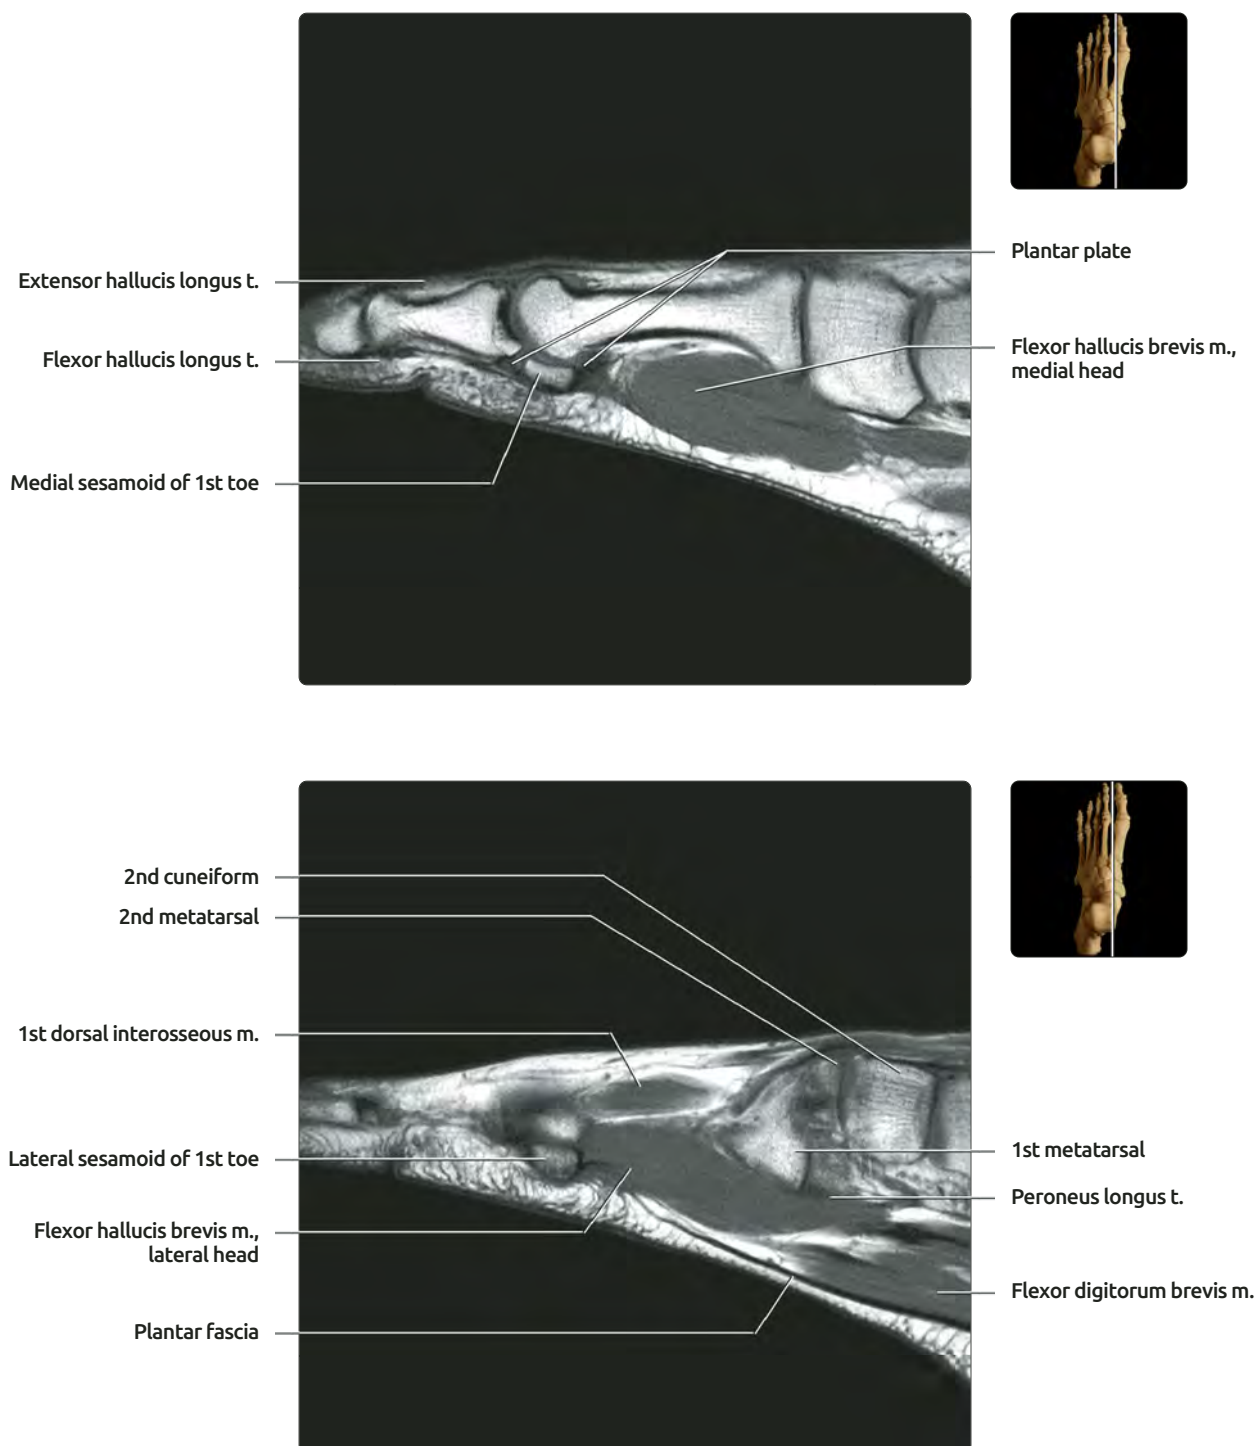 Extensor hallucis longus t.
Flexor hallucis longus t.
Medial sesamoid of 1st toe
Plantar plate
Flexor hallucis brevis m.,
medial head
2nd cuneiform
2nd metatarsal
1st dorsal interosseous m.
Lateral sesamoid of 1st toe
Flexor hallucis brevis m.,
lateral head
Plantar fascia
1st metatarsal
Peroneus longus t.
Flexor digitorum brevis m.